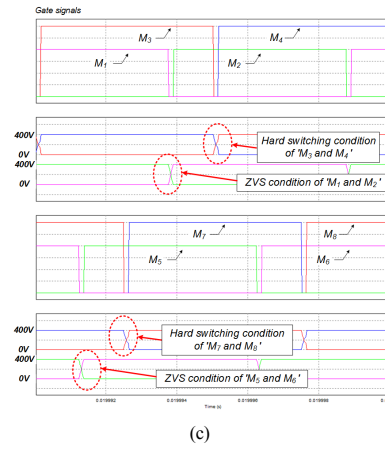 Gate signals
M3 M4
M1 M2
400V
0V
400V
0V
Hard switching condition
of 'M3 and M4'
ZVS condition of 'M1 and M2'
M7 M8
M5 M6
400V
0V
400V
0V
Hard switching condition
of 'M7 and M8'
ZVS condition of 'M5 and M6'
0.019992 0.019994 0.019996 0.019998
Time (s)
(c)